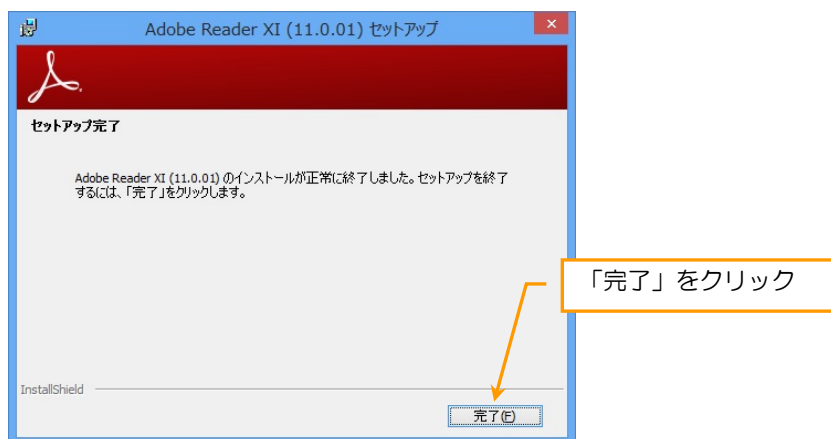 Adobe Reader XI (11.0.01) セットアップ
セットアップ完了
Adobe Reader XI (11.0.01) のインストールが正常に終了しました。セットアップを終了
するには、「完了」をクリックします。
「完了」をクリック
InstallShield
完了(F)